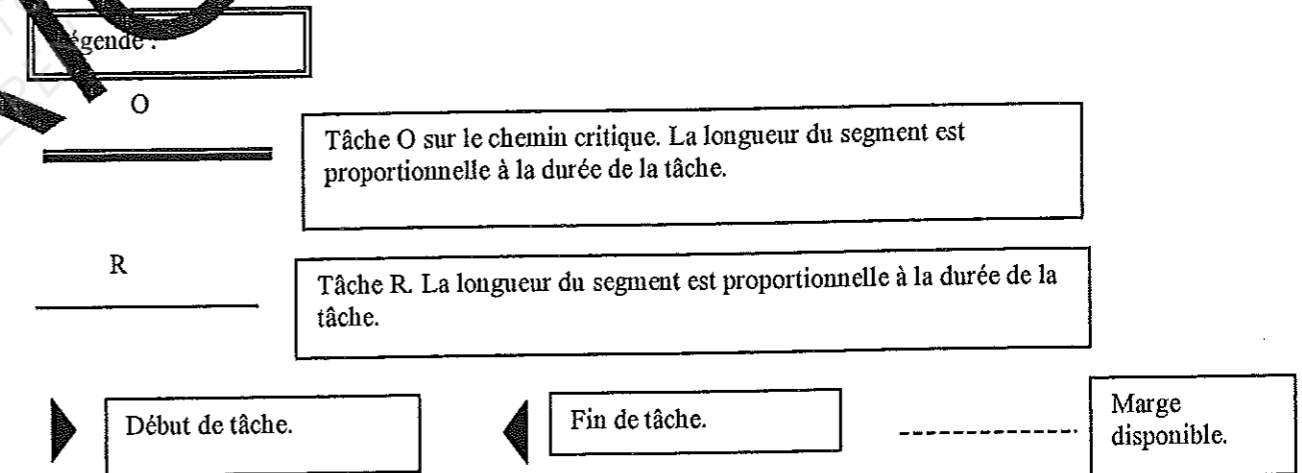 Légende :
O
Tâche O sur le chemin critique. La longueur du segment est
proportionnelle à la durée de la tâche.
R
Tâche R. La longueur du segment est proportionnelle à la durée de la
tâche.
Début de tâche.
Fin de tâche.
Marge
disponible.